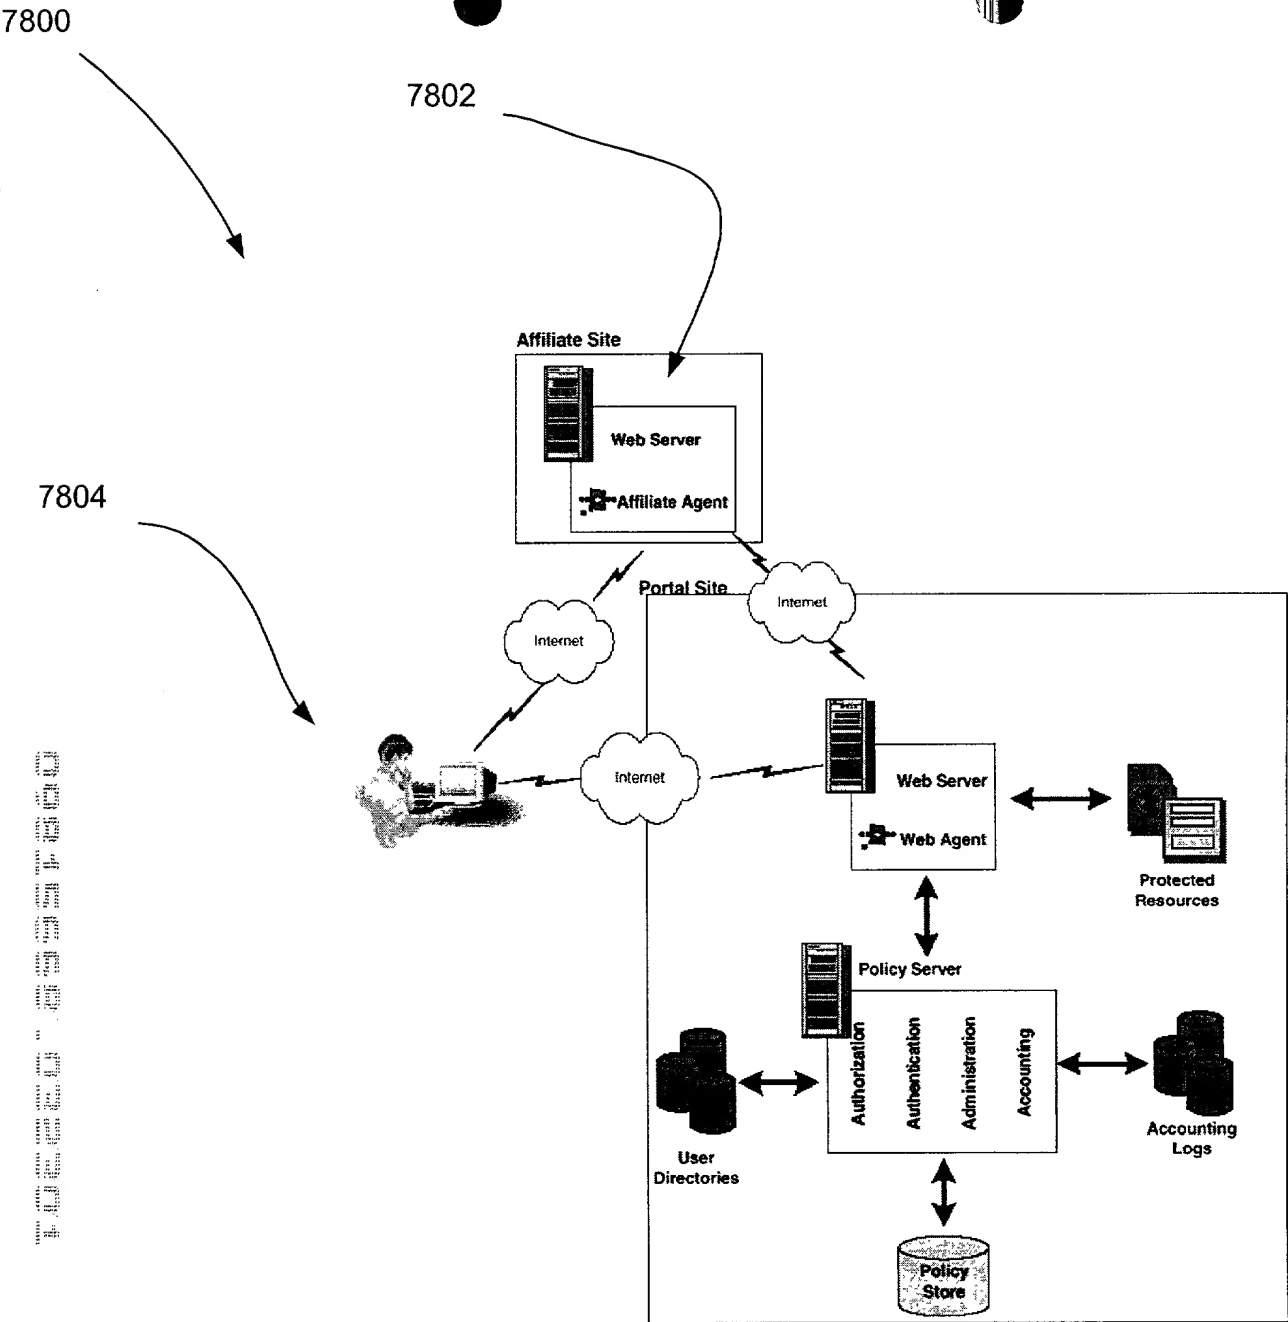 7800
7802
Affiliate Site
Web Server
Affiliate Agent
7804
Portal Site
Internet
Internet
Internet
Web Server
Web Agent
Protected
Resources
Policy Server
Authorization
Authentication
Administration
Accounting
User
Directories
Accounting
Logs
Policy
Store